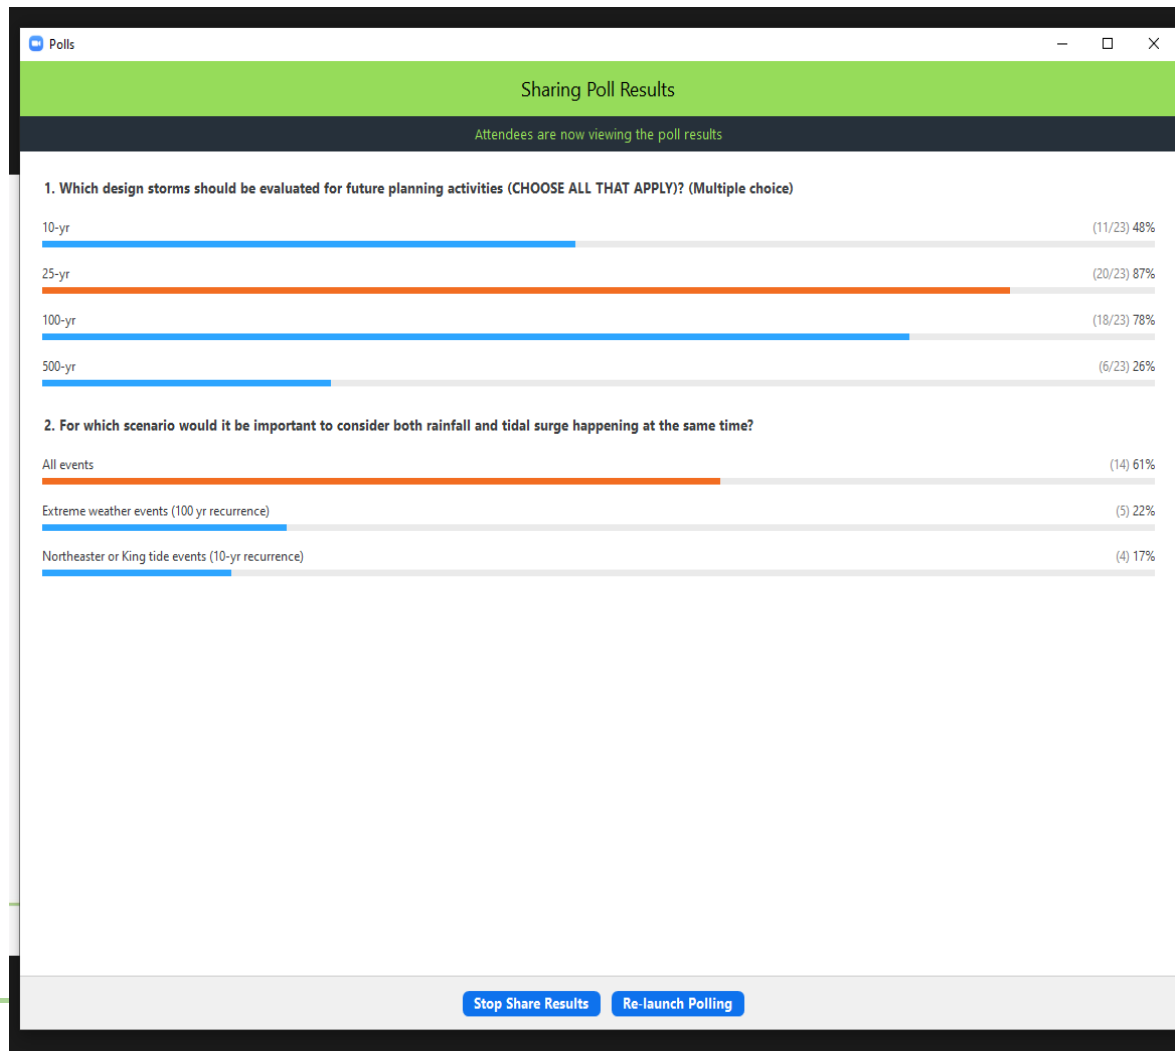 Polls
Sharing Poll Results
Attendees are now viewing the poll results
1. Which design storms should be evaluated for future planning activities (CHOOSE ALL THAT APPLY)? (Multiple choice)
10-yr (11/23) 48%
25-yr (20/23) 87%
100-yr (18/23) 78%
500-yr (6/23) 26%
2. For which scenario would it be important to consider both rainfall and tidal surge happening at the same time?
All events (14) 61%
Extreme weather events (100 yr recurrence) (5) 22%
Northeaster or King tide events (10-yr recurrence) (4) 17%
Stop Share Results Re-launch Polling